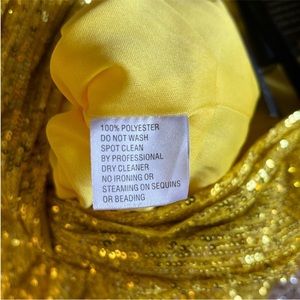 100% POLYESTER
DO NOT WASH
SPOT CLEAN
BY PROFESSIONAL
DRY CLEANER
NO IRONING OR
STEAMING ON SEQUINS
OR BEADING